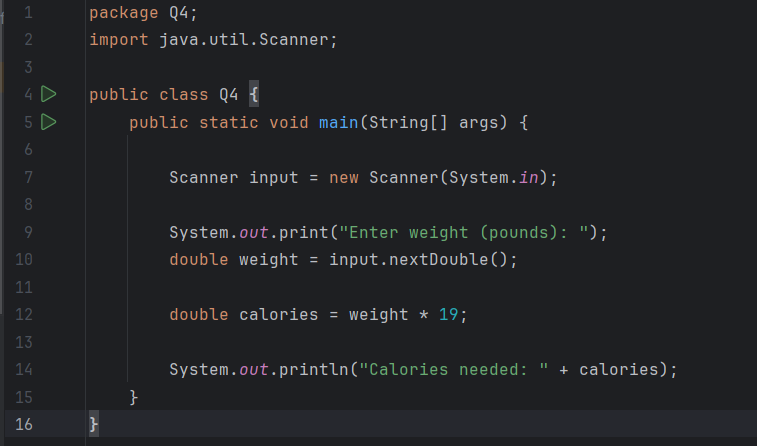 1 package Q4;
2 import java.util.Scanner;
3
4 public class Q4 {
5 public static void main(String[] args) {
6
7 Scanner input = new Scanner(System.in);
8
9 System.out.print("Enter weight (pounds): ");
10 double weight = input.nextDouble();
11
12 double calories = weight * 19;
13
14 System.out.println("Calories needed: " + calories);
15 }
16 }